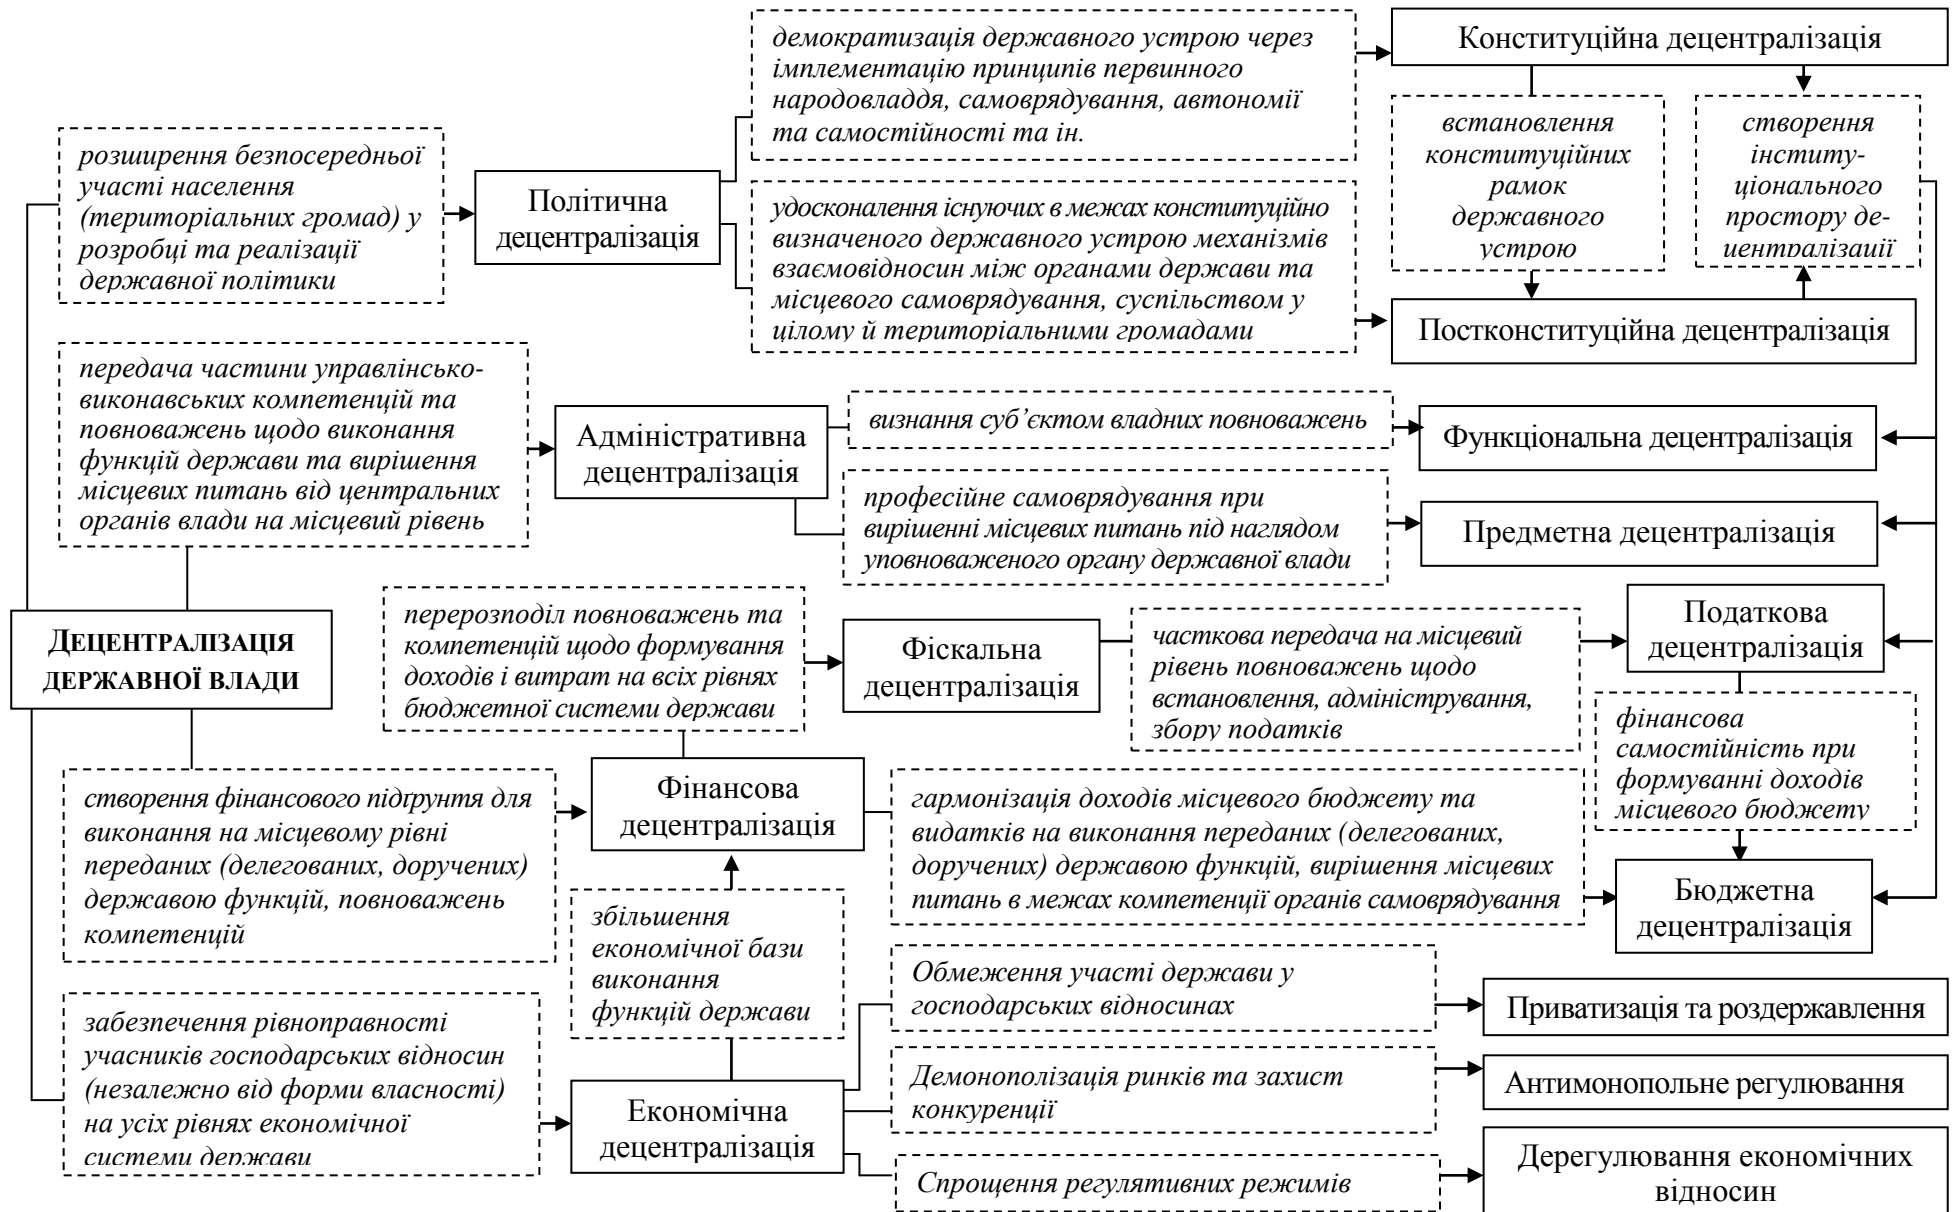 демократизація державного устрою через
імплементацію принципів первинного
народовладдя, самоврядування, автономії
та самостійності та ін.
Конституційна децентралізація
встановлення
конституційних
рамок
державного
устрою
створення
інститу-
ціонального
простору де-
централізації
розширення безпосередньої
участі населення
(територіальних громад) у
розробці та реалізації
державної політики
Політична
децентралізація
удосконалення існуючих в межах конституційно
визначеного державного устрою механізмів
взаємовідносин між органами держави та
місцевого самоврядування, суспільством у
цілому й територіальними громадами
Постконституційна децентралізація
передача частини управлінсько-
виконавських компетенцій та
повноважень щодо виконання
функцій держави та вирішення
місцевих питань від центральних
органів влади на місцевий рівень
Адміністративна
децентралізація
визнання суб’єктом владних повноважень
Функціональна децентралізація
професійне самоврядування при
вирішенні місцевих питань під наглядом
уповноваженого органу державної влади
Предметна децентралізація
ДЕЦЕНТРАЛІЗАЦІЯ
ДЕРЖАВНОЇ ВЛАДИ
перерозподіл повноважень та
компетенцій щодо формування
доходів і витрат на всіх рівнях
бюджетної системи держави
Фіскальна
децентралізація
часткова передача на місцевий
рівень повноважень щодо
встановлення, адміністрування,
збору податків
Податкова
децентралізація
фінансова
самостійність при
формуванні доходів
місцевого бюджету
створення фінансового підґрунтя для
виконання на місцевому рівні
переданих (делегованих, доручених)
державою функцій, повноважень
компетенцій
Фінансова
децентралізація
гармонізація доходів місцевого бюджету та
видатків на виконання переданих (делегованих,
доручених) державою функцій, вирішення місцевих
питань в межах компетенції органів самоврядування
Бюджетна
децентралізація
збільшення
економічної бази
виконання
функцій держави
забезпечення рівноправності
учасників господарських відносин
(незалежно від форми власності)
на усіх рівнях економічної
системи держави
Економічна
децентралізація
Обмеження участі держави у
господарських відносинах
Приватизація та роздержавлення
Демонополізація ринків та захист
конкуренції
Антимонопольне регулювання
Спрощення регулятивних режимів
Дерегулювання економічних
відносин